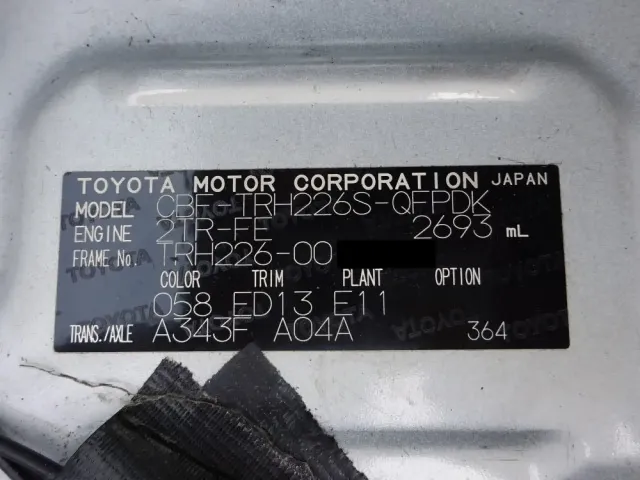 TOYOTA MOTOR CORPORATION JAPAN
MODEL CBF-TRH226S-QFPDK
ENGINE 2TR-FE 2693 mL
FRAME No. TRH226-00
COLOR TRIM PLANT OPTION
058 ED13 E11
TRANS./AXLE A343F A04A 364